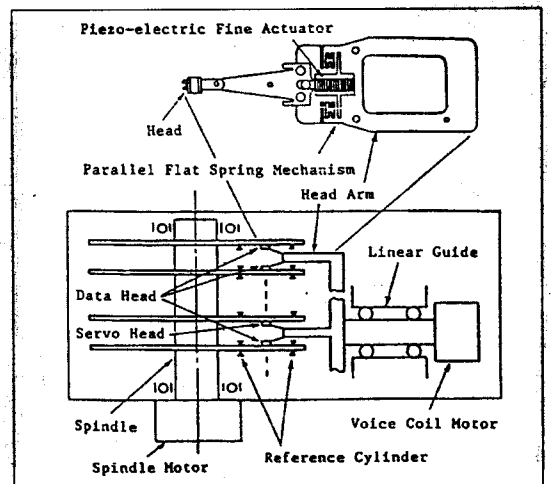 Piezo-electric Fine Actuator
Head
Parallel Flat Spring Mechanism
Head Arm
Linear Guide
Data Head
Servo Head
Spindle
Voice Coil Motor
Reference Cylinder
Spindle Motor